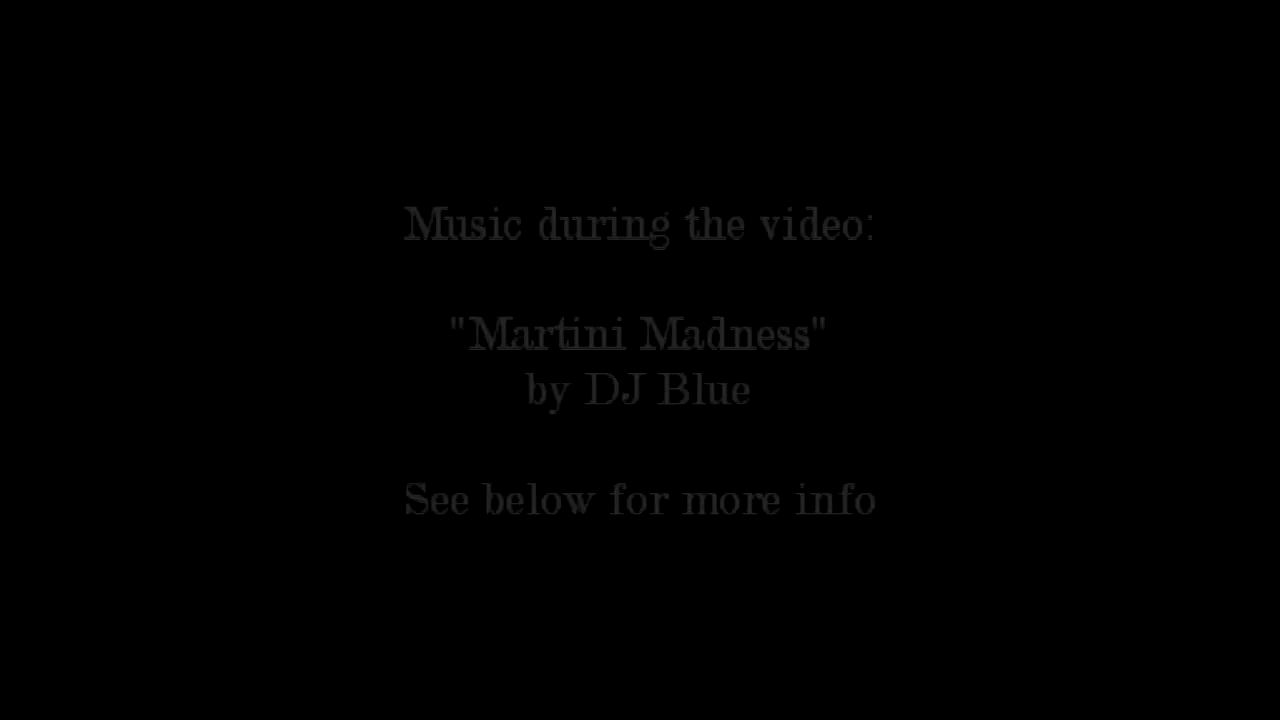 Music during the video:
"Martini Madness"
by DJ Blue
See below for more info